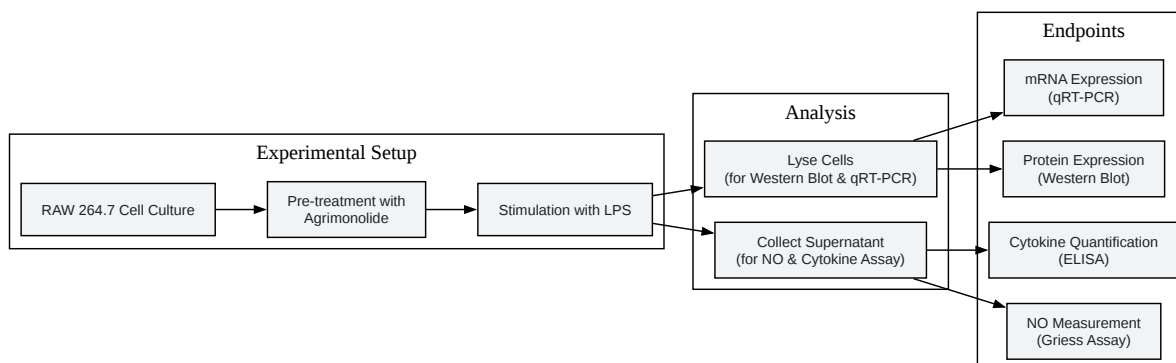 Experimental Setup
RAW 264.7 Cell Culture
Pre-treatment with
Agrimonolide
Stimulation with LPS
Analysis
Lyse Cells
(for Western Blot & qRT-PCR)
Collect Supernatant
(for NO & Cytokine Assay)
Endpoints
mRNA Expression
(qRT-PCR)
Protein Expression
(Western Blot)
Cytokine Quantification
(ELISA)
NO Measurement
(Griess Assay)